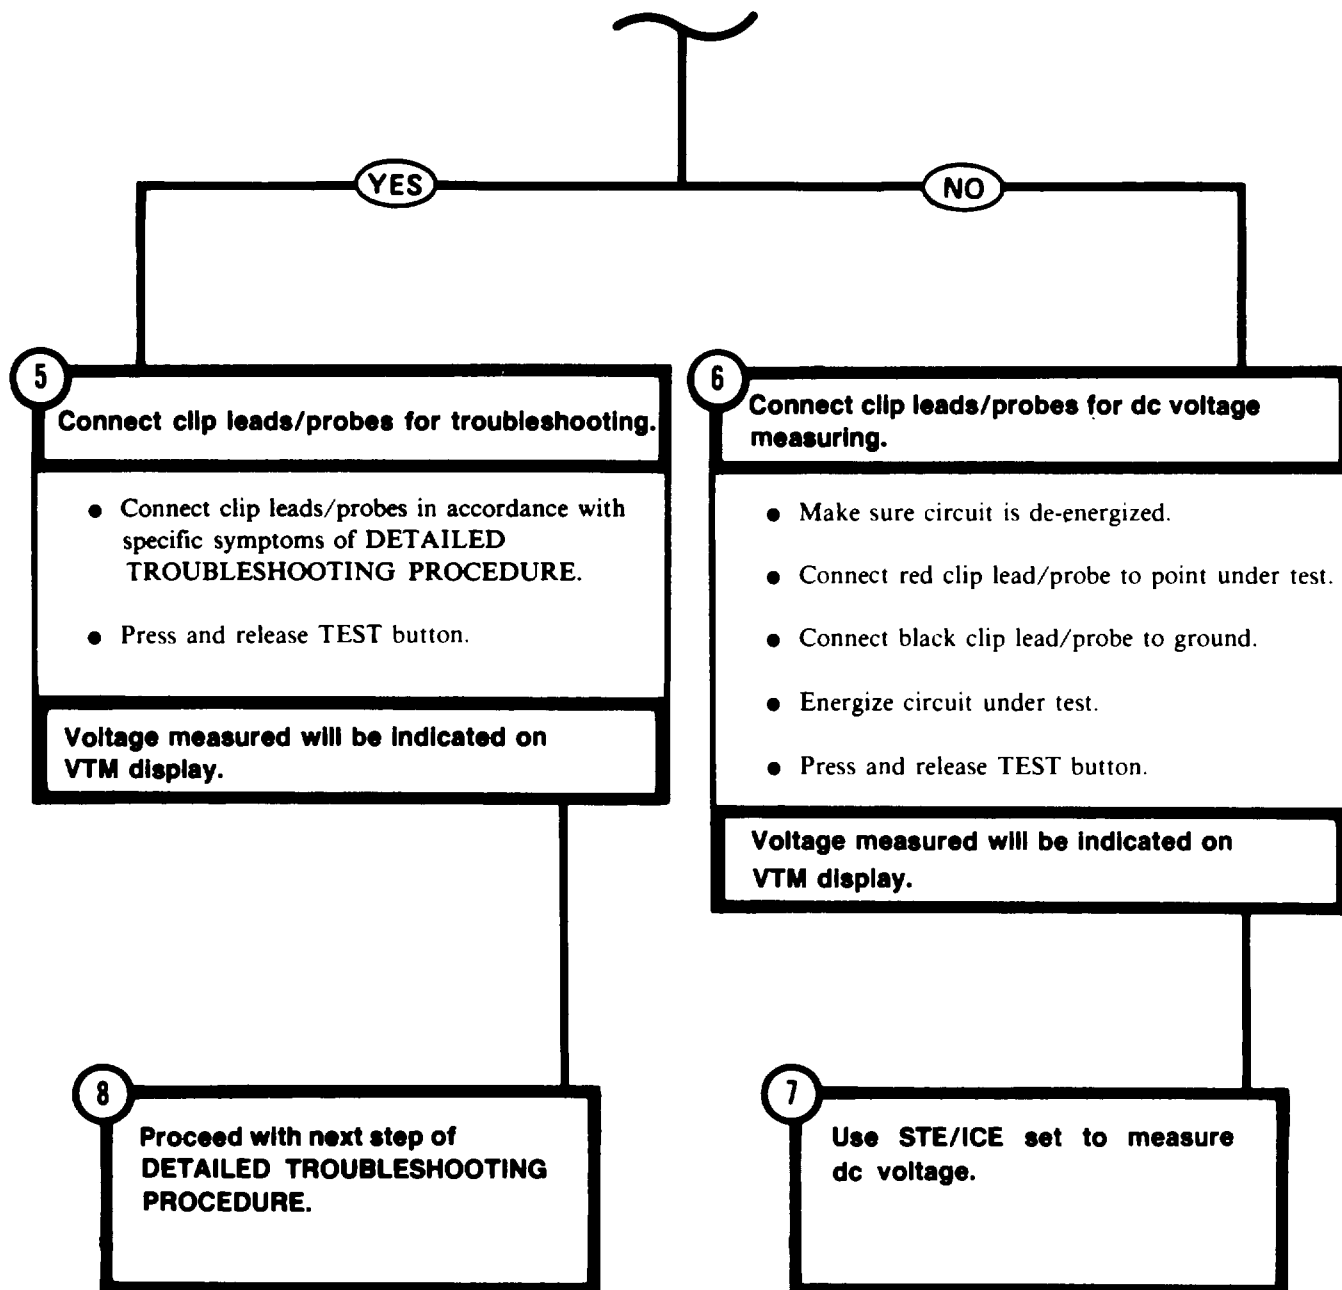 YES
NO
5
Connect clip leads/probes for troubleshooting.
● Connect clip leads/probes in accordance with
specific symptoms of DETAILED
TROUBLESHOOTING PROCEDURE.
● Press and release TEST button.
Voltage measured will be indicated on
VTM display.
6
Connect clip leads/probes for dc voltage
measuring.
● Make sure circuit is de-energized.
● Connect red clip lead/probe to point under test.
● Connect black clip lead/probe to ground.
● Energize circuit under test.
● Press and release TEST button.
Voltage measured will be indicated on
VTM display.
8
Proceed with next step of
DETAILED TROUBLESHOOTING
PROCEDURE.
7
Use STE/ICE set to measure
dc voltage.